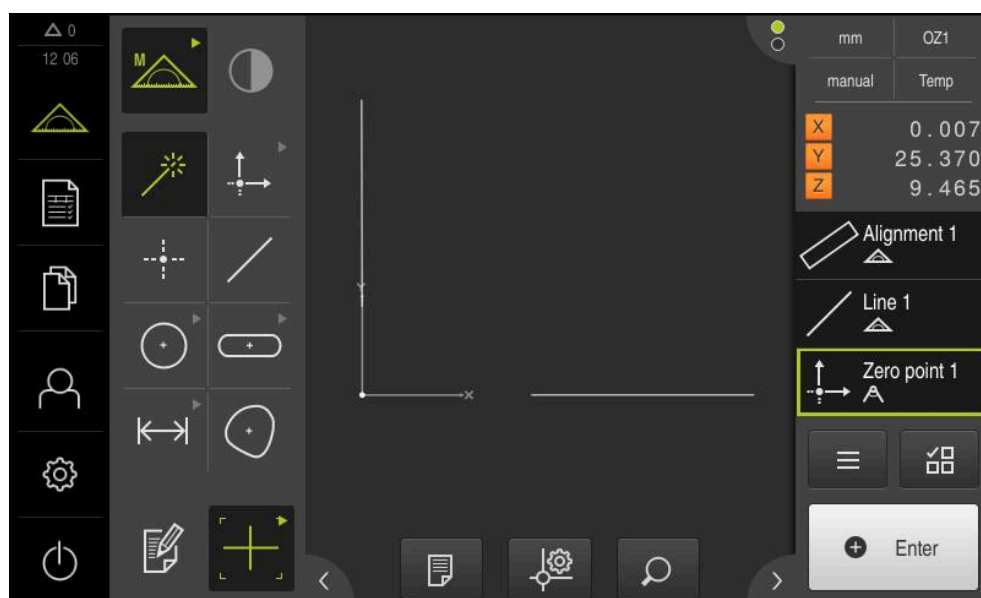 0
12 06
M
mm
OZ1
manual
Temp
X 0.007
Y 25.370
Z 9.465
Alignment 1
Line 1
Zero point 1
Y
X
Enter